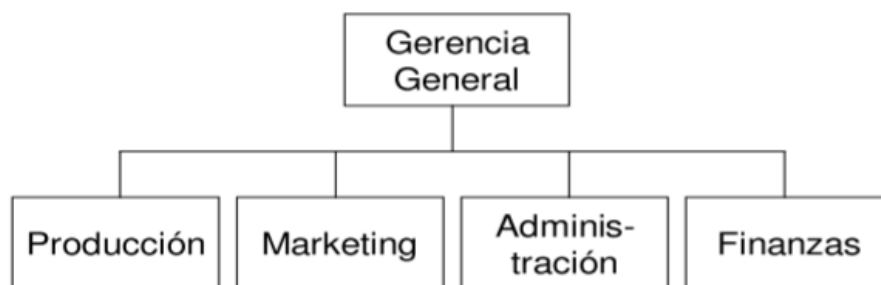 Gerencia
General
Producción
Marketing
Adminis-
tración
Finanzas